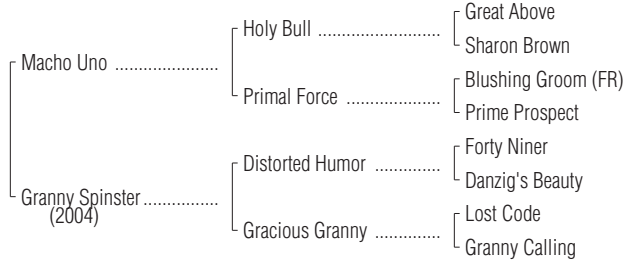 Great Above
Holy Bull ..........................
Sharon Brown
Macho Uno ......................
Blushing Groom (FR)
Primal Force ....................
Prime Prospect
Forty Niner
Distorted Humor ..............
Danzig's Beauty
Granny Spinster ................
(2004)
Lost Code
Gracious Granny ..............
Granny Calling